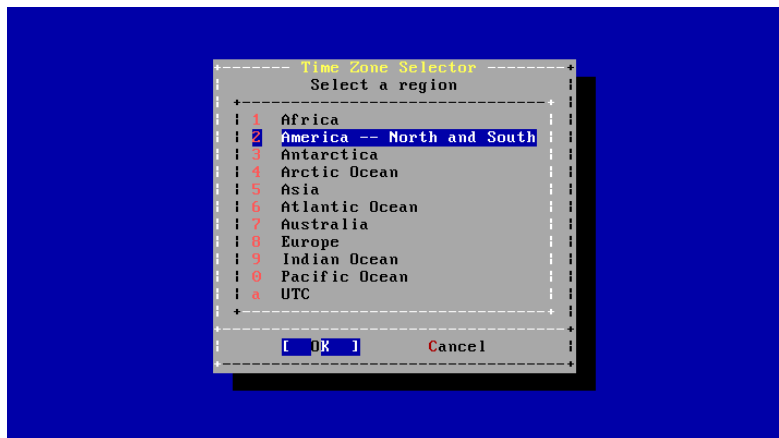 Time Zone Selector
Select a region
1 Africa
2 America -- North and South
3 Antarctica
4 Arctic Ocean
5 Asia
6 Atlantic Ocean
7 Australia
8 Europe
9 Indian Ocean
0 Pacific Ocean
a UTC
[ OK ] Cancel